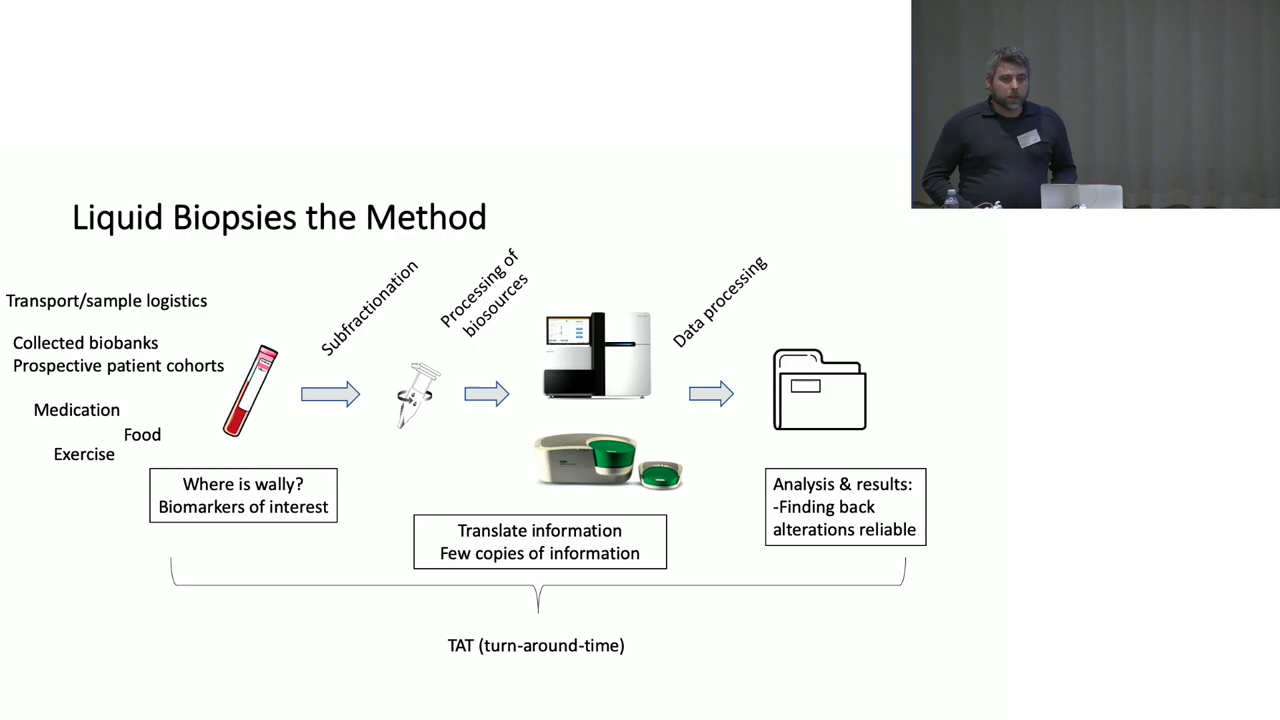 Liquid Biopsies the Method
Transport/sample logistics
Collected biobanks
Prospective patient cohorts
Medication
Food
Exercise
Subfractionation
Processing of
biosources
Data processing
Where is wally?
Biomarkers of interest
Translate information
Few copies of information
Analysis & results:
-Finding back
alterations reliable
TAT (turn-around-time)